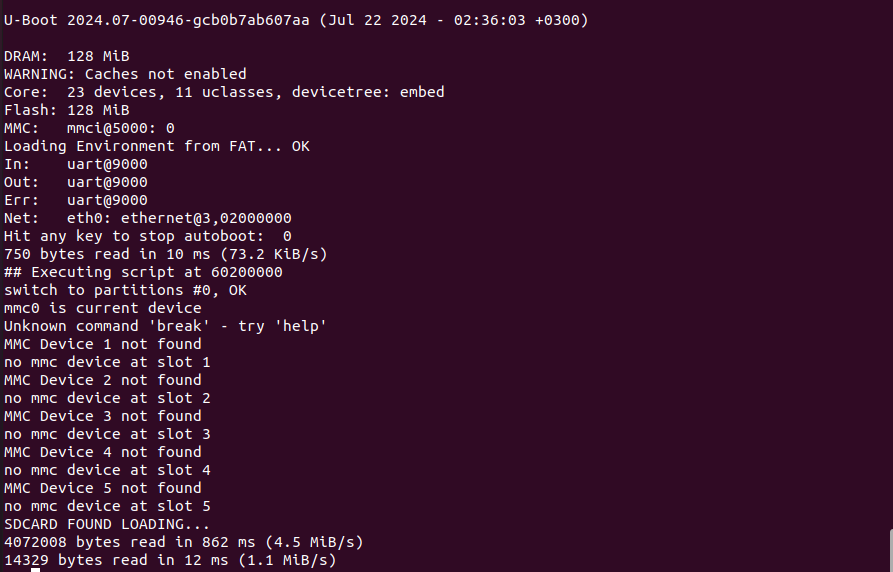 U-Boot 2024.07-00946-gcb0b7ab607aa (Jul 22 2024 - 02:36:03 +0300)
DRAM:  128 MiB
WARNING: Caches not enabled
Core:  23 devices, 11 uclasses, devicetree: embed
Flash: 128 MiB
MMC:   mmci@5000: 0
Loading Environment from FAT... OK
In:    uart@9000
Out:   uart@9000
Err:   uart@9000
Net:   eth0: ethernet@3,02000000
Hit any key to stop autoboot:  0
750 bytes read in 10 ms (73.2 KiB/s)
## Executing script at 60200000
switch to partitions #0, OK
mmc0 is current device
Unknown command 'break' - try 'help'
MMC Device 1 not found
no mmc device at slot 1
MMC Device 2 not found
no mmc device at slot 2
MMC Device 3 not found
no mmc device at slot 3
MMC Device 4 not found
no mmc device at slot 4
MMC Device 5 not found
no mmc device at slot 5
SDCARD FOUND LOADING...
4072008 bytes read in 862 ms (4.5 MiB/s)
14329 bytes read in 12 ms (1.1 MiB/s)